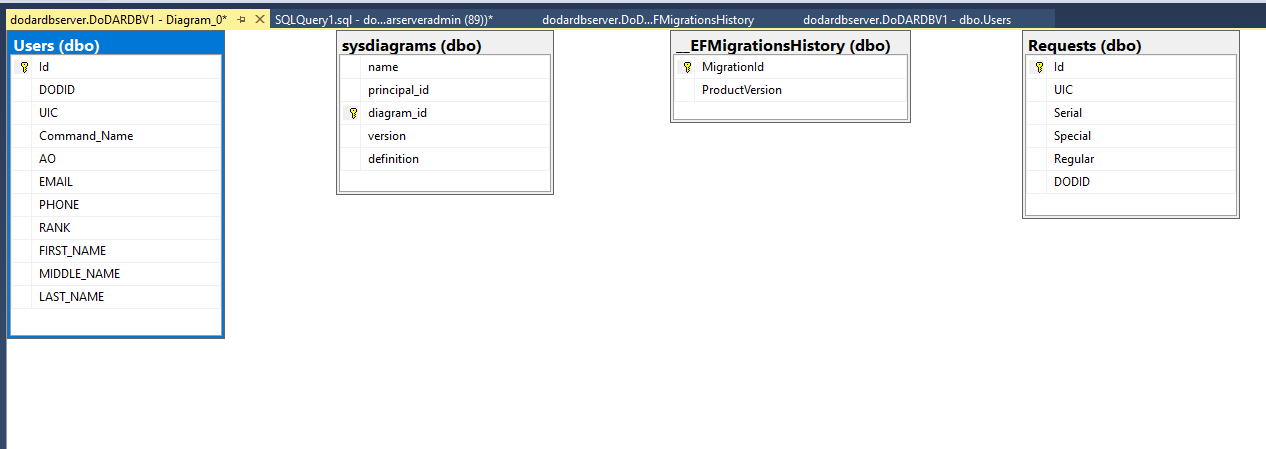 dodardbserver.DoDARDBV1 - Diagram_0*
SQLQuery1.sql - do...arserveradmin (89))*
dodardbserver.DoD...FMigrationsHistory
dodardbserver.DoDARDBV1 - dbo.Users
Users (dbo)
Id
DODID
UIC
Command_Name
AO
EMAIL
PHONE
RANK
FIRST_NAME
MIDDLE_NAME
LAST_NAME
sysdiagrams (dbo)
name
principal_id
diagram_id
version
definition
__EFMigrationsHistory (dbo)
MigrationId
ProductVersion
Requests (dbo)
Id
UIC
Serial
Special
Regular
DODID